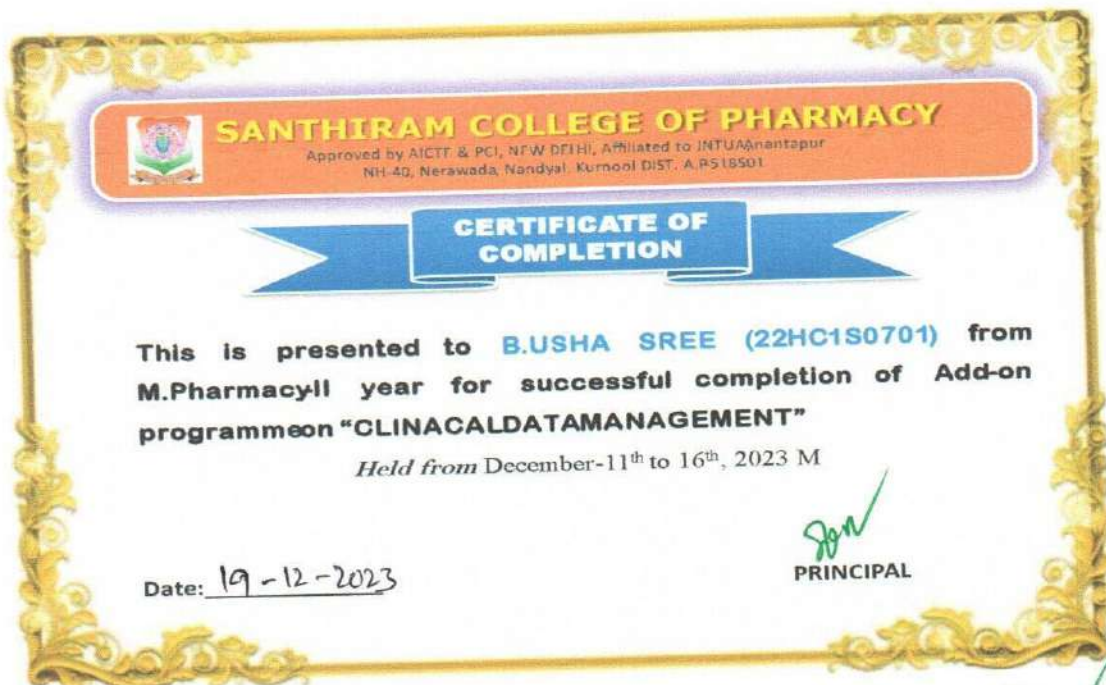 SANTHIRAM COLLEGE OF PHARMACY
Approved by AICTE & PCI, NEW DELHI, Affiliated to JNTUAAnantapur
NH-40, Nerawada, Nandyal, Kurnool DIST. A.P518501
CERTIFICATE OF
COMPLETION
This is presented to B.USHA SREE (22HC1S0701) from
M.Pharmacy-II year for successful completion of Add-on
programmeon “CLINACALDATAMANAGEMENT”
Held from December-11th to 16th, 2023 M
Date: 19-12-2023
PRINCIPAL